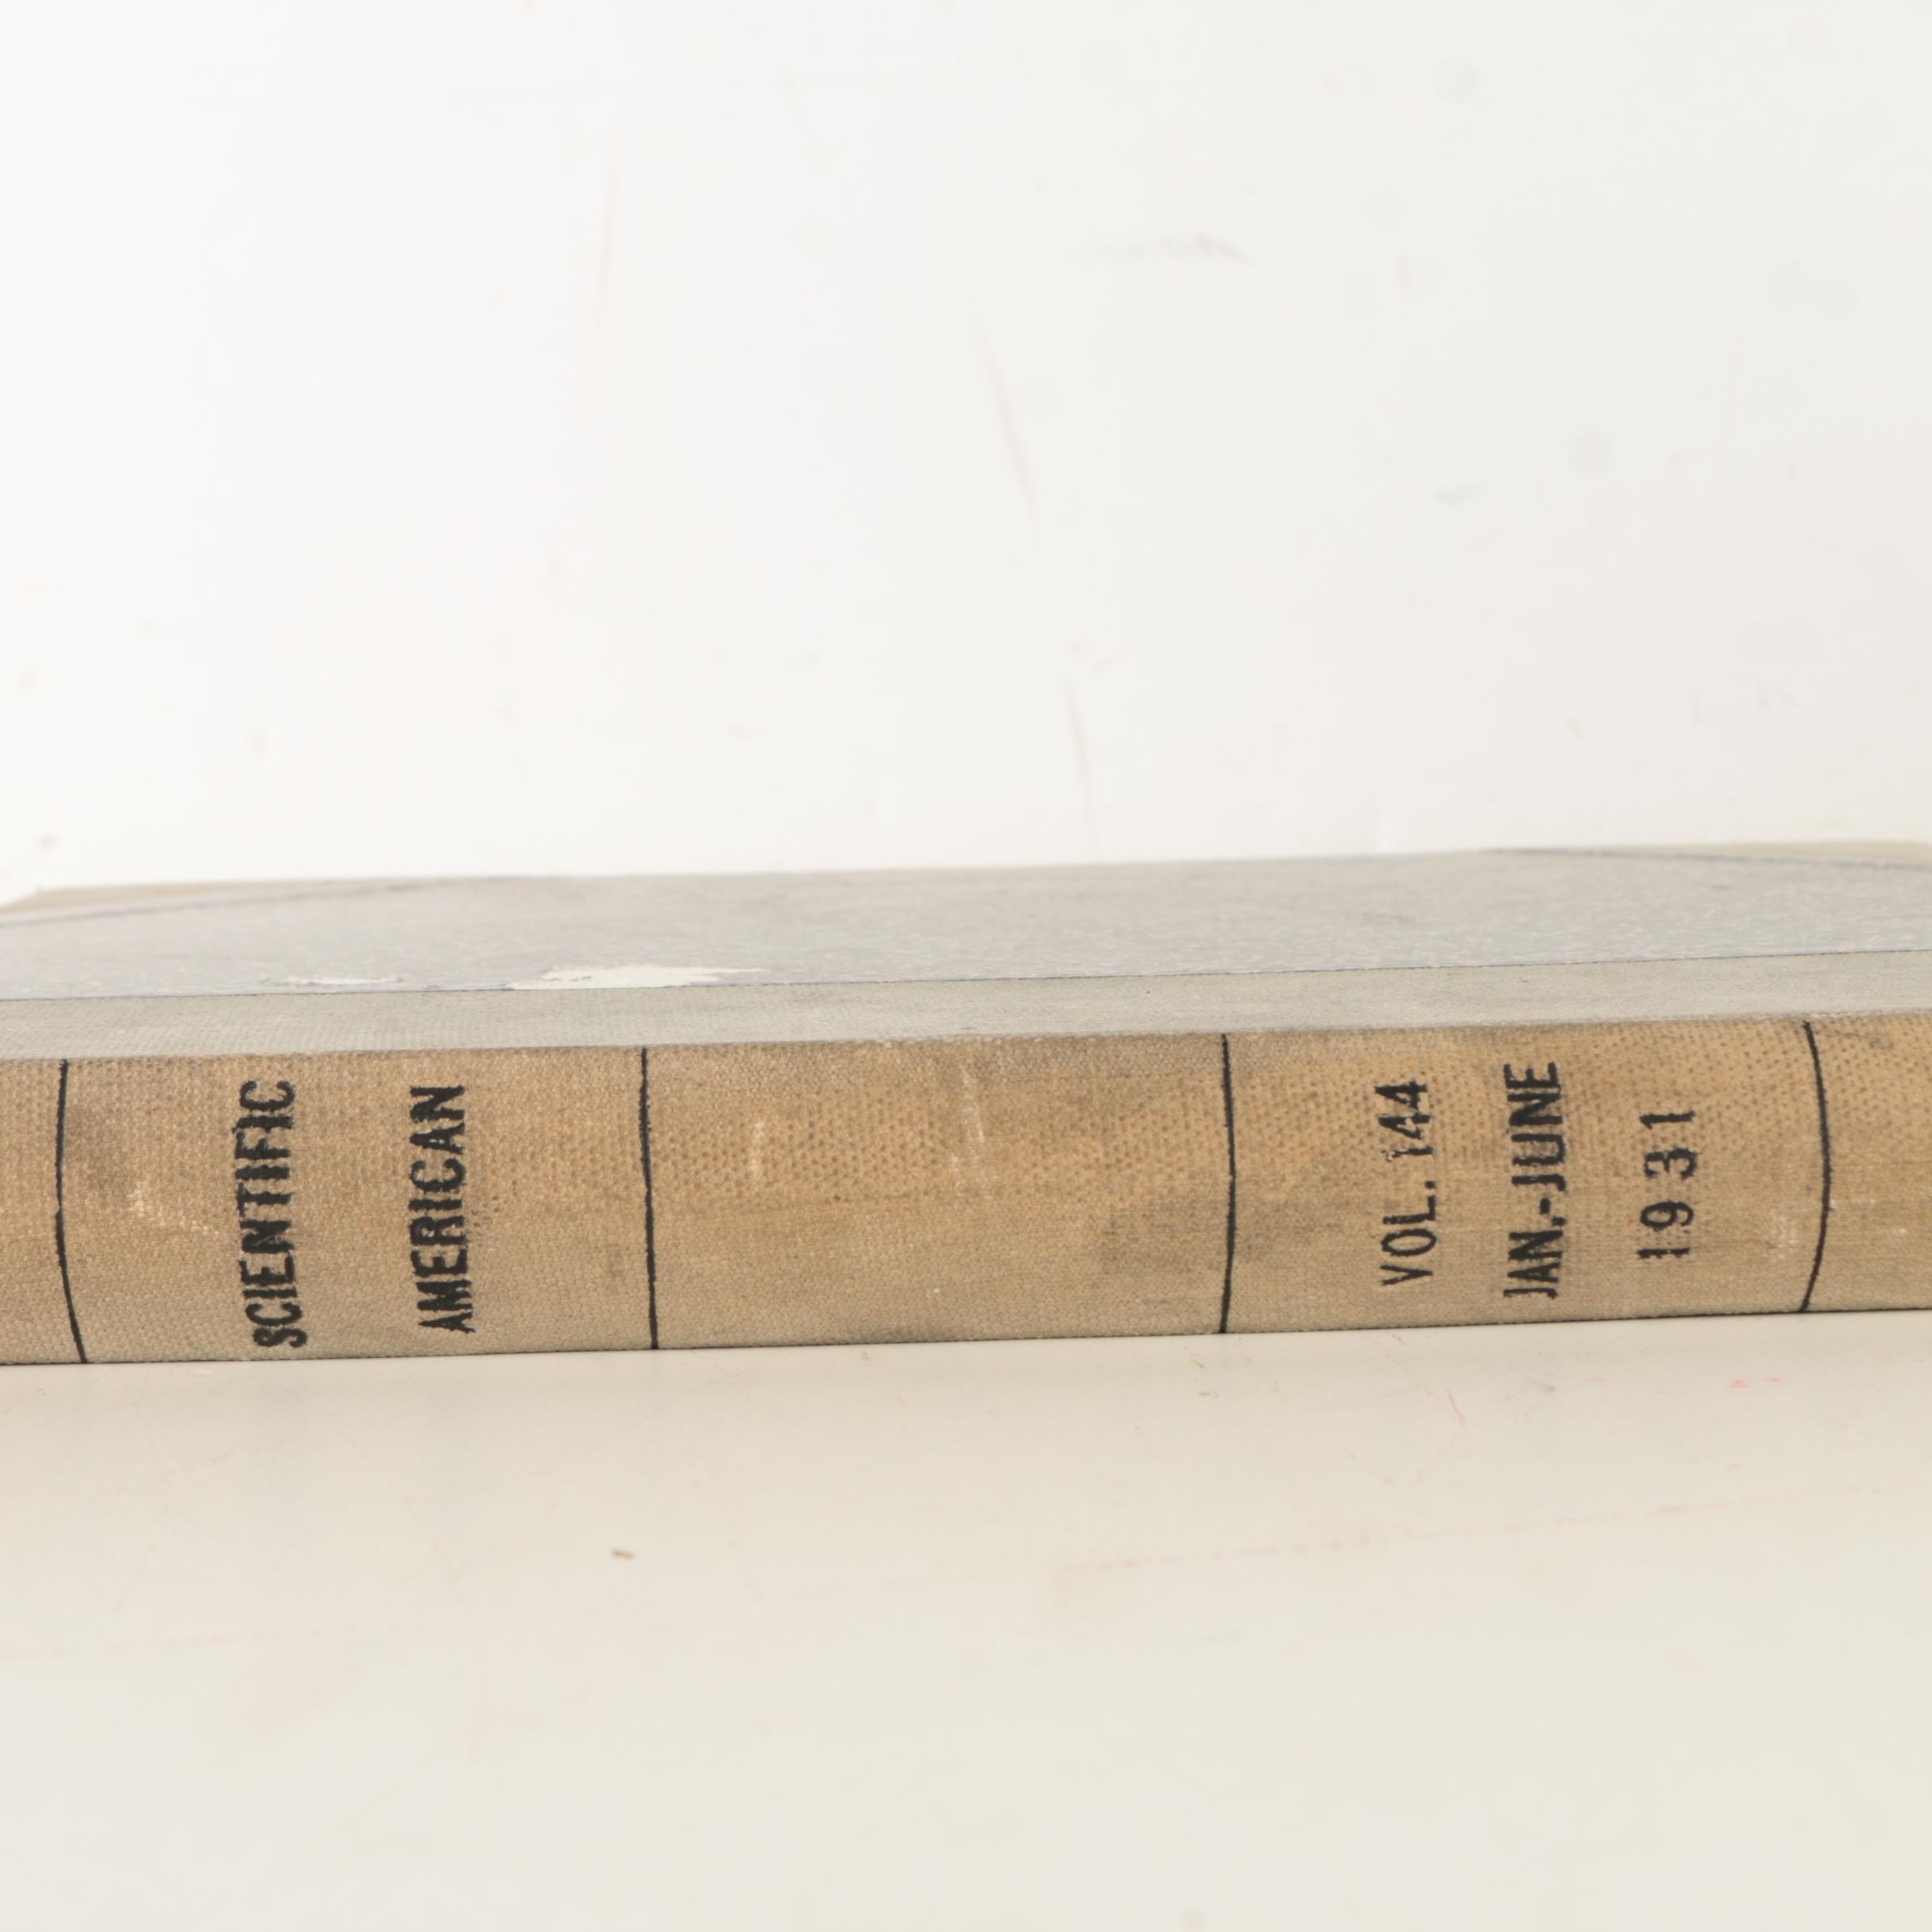 SCIENTIFIC
AMERICAN
VOL. 144
JAN.-JUNE
1931